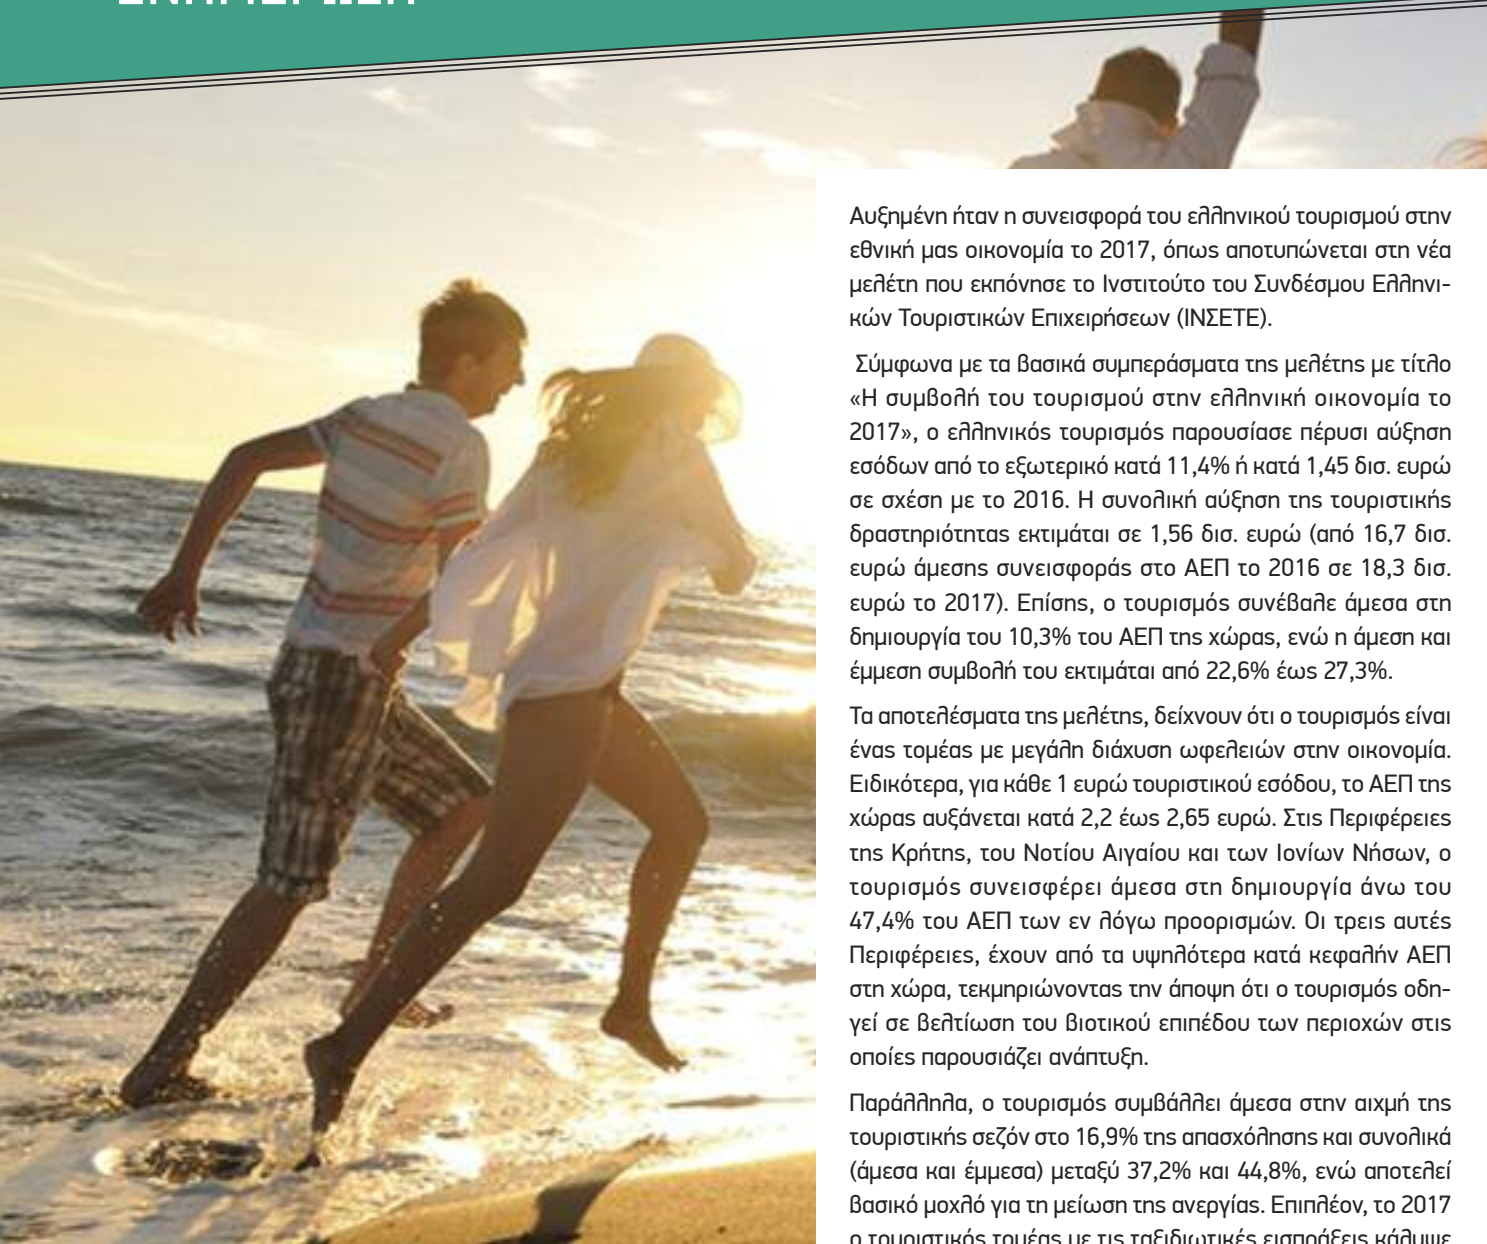 Αυξημένη ήταν η συνεισφορά του ελληνικού τουρισμού στην
εθνική μας οικονομία το 2017, όπως αποτυπώνεται στη νέα
μελέτη που εκπόνησε το Ινστιτούτο του Συνδέσμου Ελληνι-
κών Τουριστικών Επιχειρήσεων (ΙΝΣΕΤΕ).
Σύμφωνα με τα βασικά συμπεράσματα της μελέτης με τίτλο
«Η συμβολή του τουρισμού στην ελληνική οικονομία το
2017», ο ελληνικός τουρισμός παρουσίασε πέρυσι αύξηση
εσόδων από το εξωτερικό κατά 11,4% ή κατά 1,45 δισ. ευρώ
σε σχέση με το 2016. Η συνολική αύξηση της τουριστικής
δραστηριότητας εκτιμάται σε 1,56 δισ. ευρώ (από 16,7 δισ.
ευρώ άμεσης συνεισφοράς στο ΑΕΠ το 2016 σε 18,3 δισ.
ευρώ το 2017). Επίσης, ο τουρισμός συνέβαλε άμεσα στη
δημιουργία του 10,3% του ΑΕΠ της χώρας, ενώ η άμεση και
έμμεση συμβολή του εκτιμάται από 22,6% έως 27,3%.
Τα αποτελέσματα της μελέτης, δείχνουν ότι ο τουρισμός είναι
ένας τομέας με μεγάλη διάχυση ωφελειών στην οικονομία.
Ειδικότερα, για κάθε 1 ευρώ τουριστικού εσόδου, το ΑΕΠ της
χώρας αυξάνεται κατά 2,2 έως 2,65 ευρώ. Στις Περιφέρειες
της Κρήτης, του Νοτίου Αιγαίου και των Ιονίων Νήσων, ο
τουρισμός συνεισφέρει άμεσα στη δημιουργία άνω του
47,4% του ΑΕΠ των εν λόγω προορισμών. Οι τρεις αυτές
Περιφέρειες, έχουν από τα υψηλότερα κατά κεφαλήν ΑΕΠ
στη χώρα, τεκμηριώνοντας την άποψη ότι ο τουρισμός οδη-
γεί σε βελτίωση του βιοτικού επιπέδου των περιοχών στις
οποίες παρουσιάζει ανάπτυξη.
Παράλληλα, ο τουρισμός συμβάλλει άμεσα στην αιχμή της
τουριστικής σεζόν στο 16,9% της απασχόλησης και συνολικά
(άμεσα και έμμεσα) μεταξύ 37,2% και 44,8%, ενώ αποτελεί
βασικό μοχλό για τη μείωση της ανεργίας. Επιπλέον, το 2017
ο τουριστικός τομέας με τις ταξιδιωτικές εισπράξεις κάλυψε